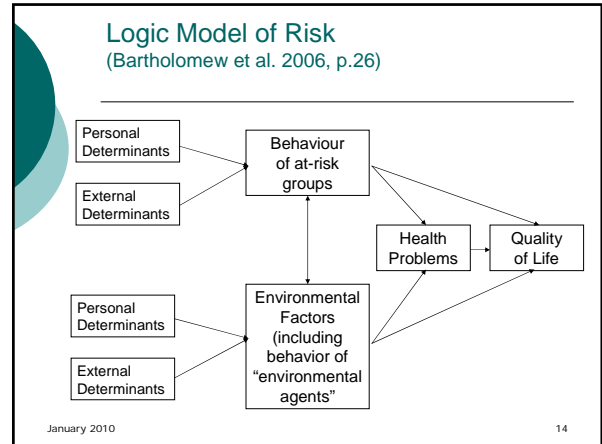 Logic Model of Risk
(Bartholomew et al. 2006, p.26)
Personal
Determinants
External
Determinants
Behaviour
of at-risk
groups
Health
Problems
Quality
of Life
Personal
Determinants
External
Determinants
Environmental
Factors
(including
behavior of
“environmental
agents”
January 2010
14